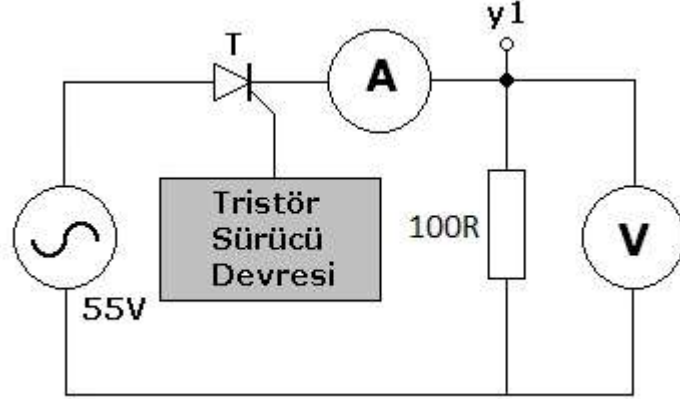 y1
T
A
Tristör
Sürücü
Devresi
100R
V
55V